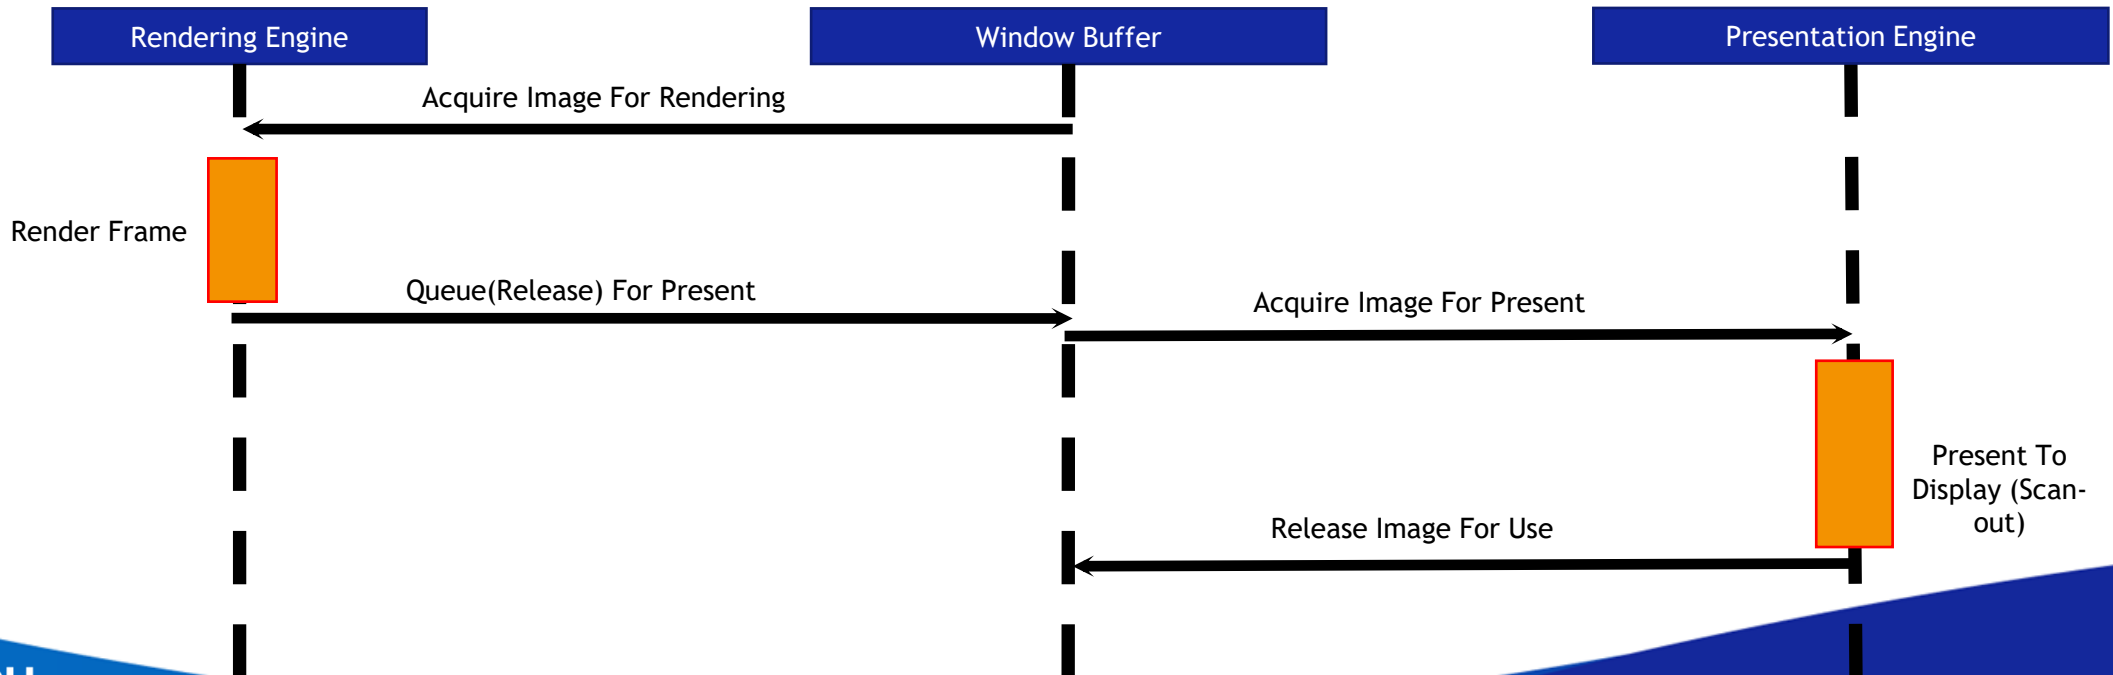 Rendering Engine
Window Buffer
Presentation Engine
Acquire Image For Rendering
Render Frame
Queue(Release) For Present
Acquire Image For Present
Present To
Display (Scan-
out)
Release Image For Use